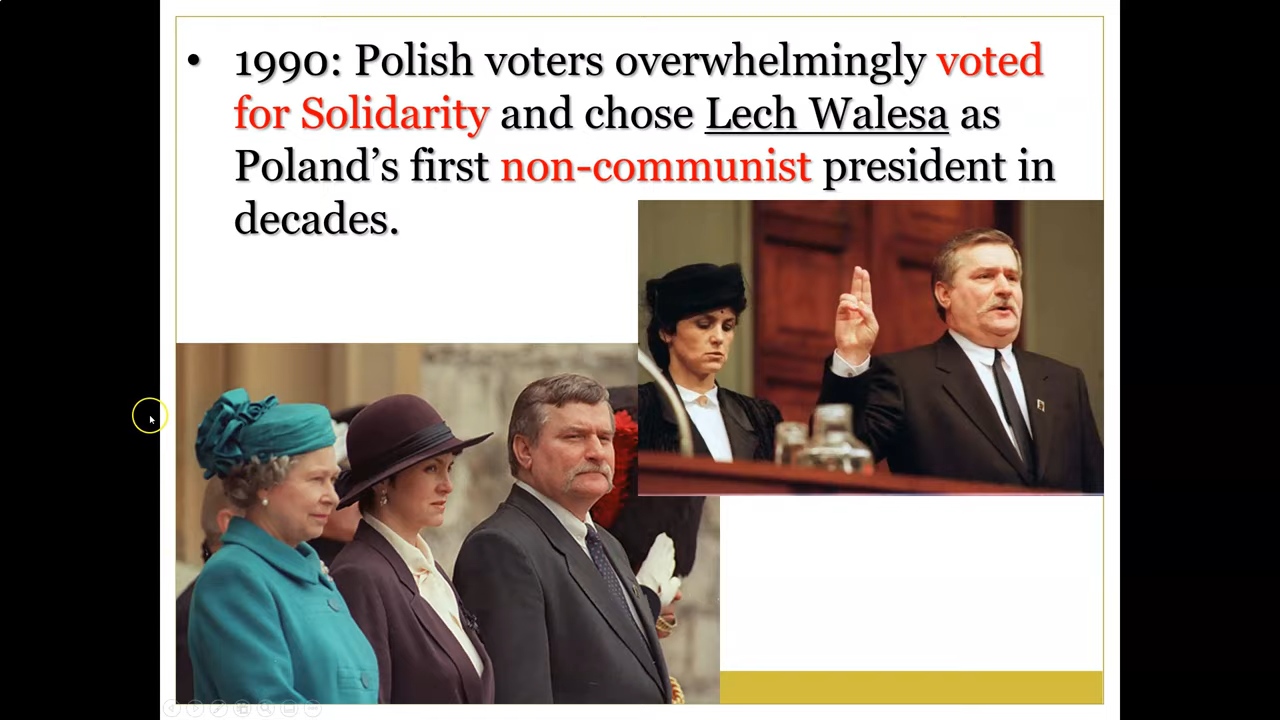 • 1990: Polish voters overwhelmingly voted
for Solidarity and chose Lech Walesa as
Poland’s first non-communist president in
decades.